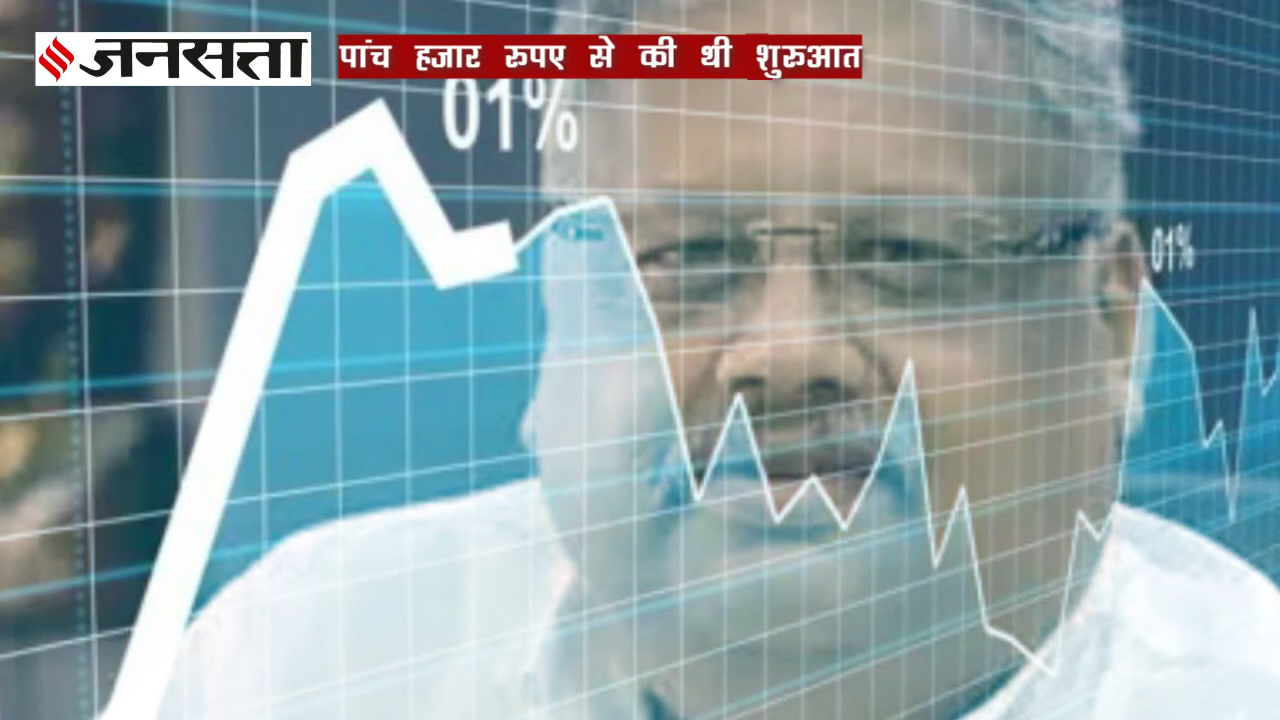 जनसत्ता
पांच हजार रूपए से की थी शुरूआत
01%
01%